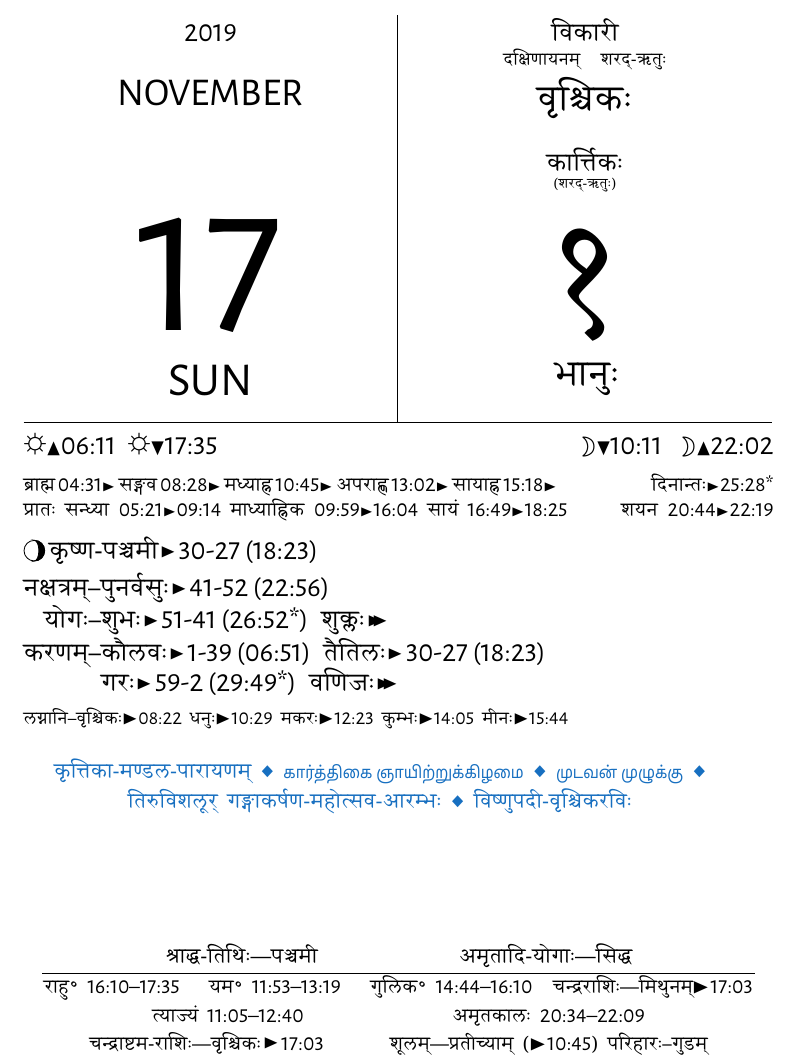 2019
NOVEMBER
17
SUN
विकारी
दक्षिणायनम् शरद्-ऋतुः
वृश्चिकः
कार्त्तिकः
(शरद्-ऋतुः)
१
भानुः
☼▲06:11 ☼▼17:35 ☽▼10:11 ☽▲22:02
ब्राह्म 04:31► सङ्गव 08:28► मध्याह्न 10:45► अपराह्ण 13:02► सायाह्न 15:18► दिनान्तः►25:28*
प्रातः सन्ध्या 05:21►09:14 माध्याह्निक 09:59►16:04 सायं 16:49►18:25 शयन 20:44►22:19
कृष्ण-पञ्चमी►30-27 (18:23)
नक्षत्रम्–पुनर्वसुः►41-52 (22:56)
योगः–शुभः►51-41 (26:52*) शुक्लः►►
करणम्–कौलवः►1-39 (06:51) तैतिलः►30-27 (18:23)
गरः►59-2 (29:49*) वणिजः►►
लग्नानि–वृश्चिकः►08:22 धनुः►10:29 मकरः►12:23 कुम्भः►14:05 मीनः►15:44
कृत्तिका-मण्डल-पारायणम् ◆ கார்த்திகை ஞாயிற்றுக்கிழமை ◆ முடவன் முழுக்கு ◆
तिरुविशलूर् गङ्गाकर्षण-महोत्सव-आरम्भः ◆ विष्णुपदी-वृश्चिकरविः
श्राद्ध-तिथिः—पञ्चमी अमृतादि-योगाः—सिद्ध
राहु° 16:10–17:35 यम° 11:53–13:19 गुलिक° 14:44–16:10 चन्द्रराशिः—मिथुनम्►17:03
त्याज्यं 11:05–12:40 अमृतकालः 20:34–22:09
चन्द्राष्टम-राशिः—वृश्चिकः►17:03 शूलम्—प्रतीच्याम् (►10:45) परिहारः–गुडम्